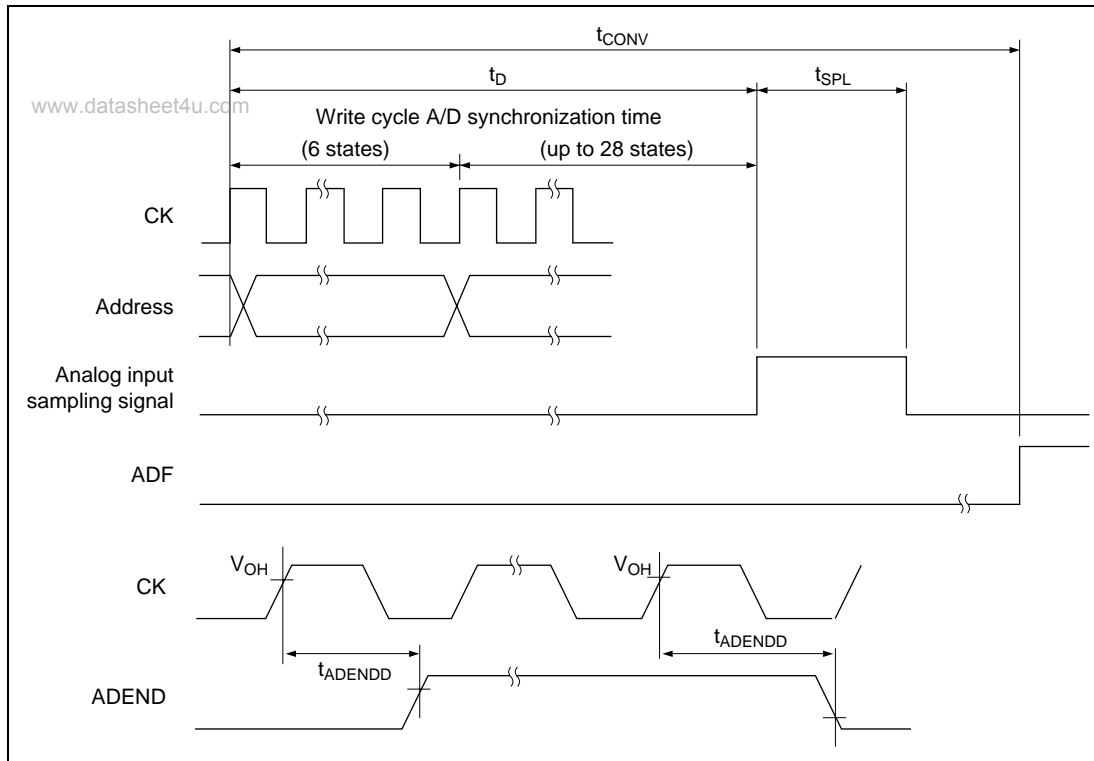 tCONV
tD
tSPL
www.datasheet4u.com
Write cycle A/D synchronization time
(6 states)
(up to 28 states)
CK
Address
Analog input
sampling signal
ADF
VOH
VOH
CK
tADENDD
tADENDD
ADEND